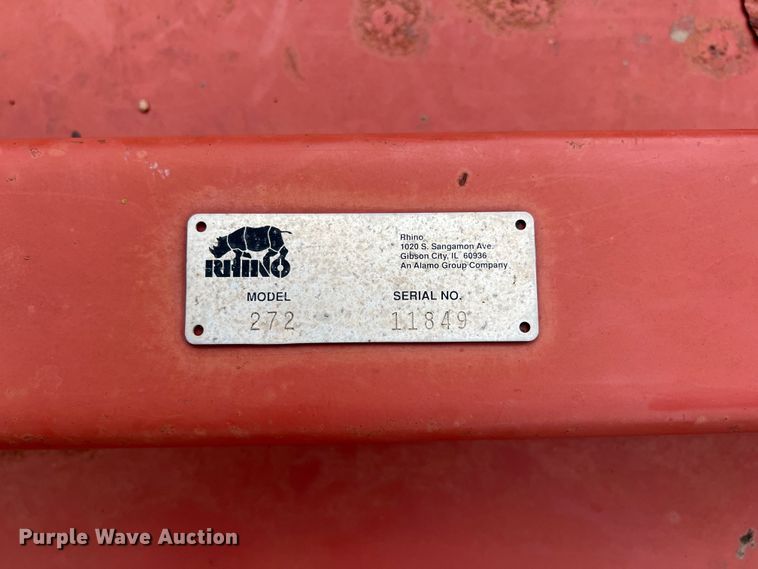 RHINO
Rhino
1020 S. Sangamon Ave.
Gibson City, IL 60936
An Alamo Group Company
MODEL SERIAL NO.
272 11849
Purple Wave Auction